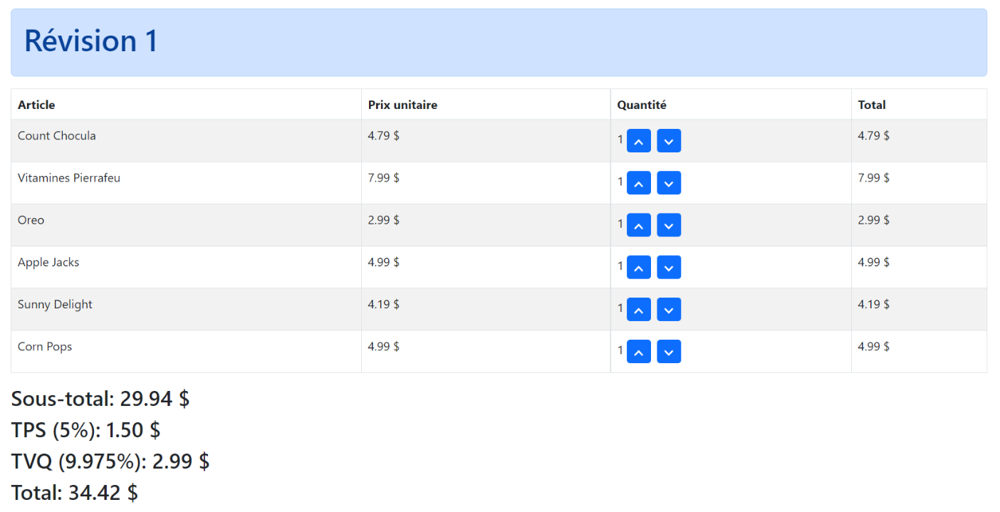 Révision 1
Article Prix unitaire Quantité Total
Count Chocula 4.79 $ 1 4.79 $
Vitamines Pierrafeu 7.99 $ 1 7.99 $
Oreo 2.99 $ 1 2.99 $
Apple Jacks 4.99 $ 1 4.99 $
Sunny Delight 4.19 $ 1 4.19 $
Corn Pops 4.99 $ 1 4.99 $
Sous-total: 29.94 $
TPS (5%): 1.50 $
TVQ (9.975%): 2.99 $
Total: 34.42 $